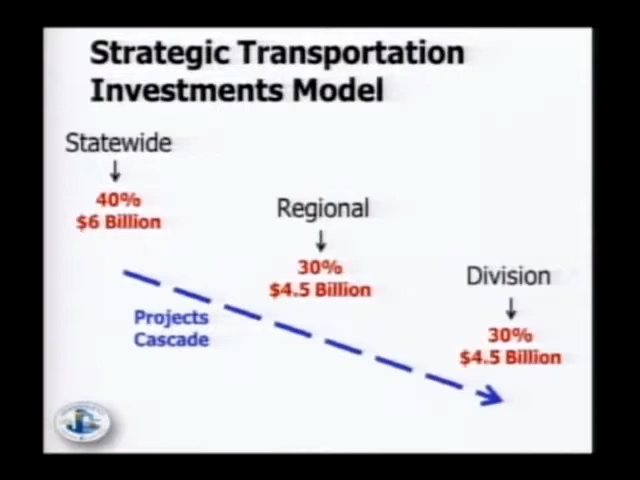 Strategic Transportation
Investments Model
Statewide
40%
$6 Billion
Regional
30%
$4.5 Billion
Division
30%
$4.5 Billion
Projects
Cascade